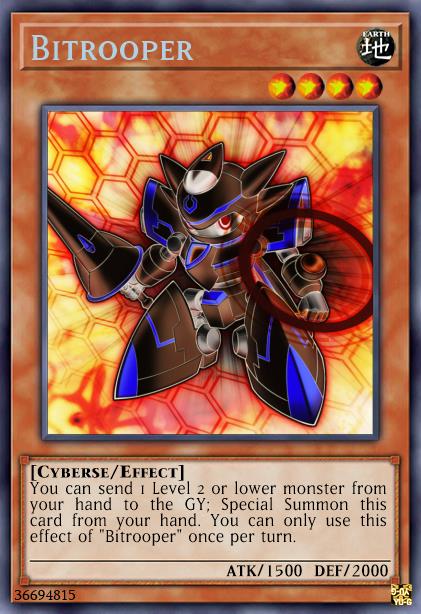 Bitrooper
EARTH
地
[Cyberse/Effect]
You can send 1 Level 2 or lower monster from
your hand to the GY; Special Summon this
card from your hand. You can only use this
effect of "Bitrooper" once per turn.
ATK/1500 DEF/2000
36694815